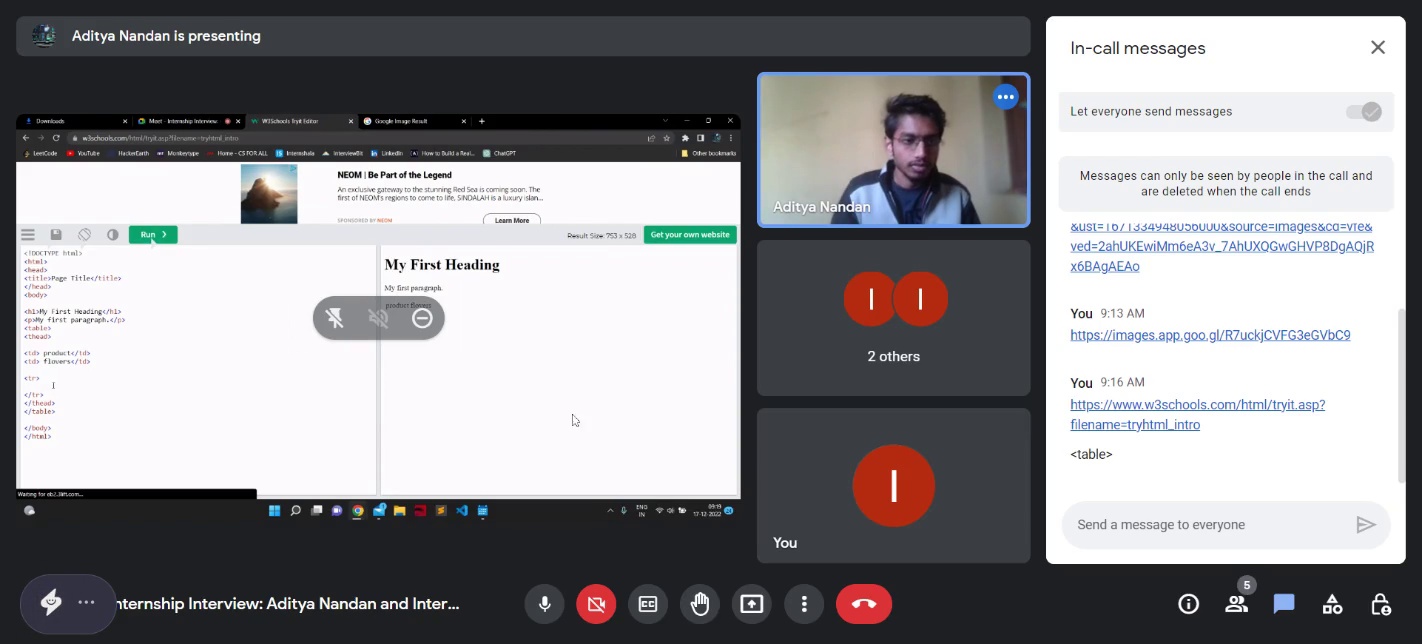 Aditya Nandan is presenting
Downloads
Meet - Internship Interview
W3Schools Tryit Editor
Google Image Result
w3schools.com/html/tryit.asp?filename=tryhtml_intro
LeetCode
YouTube
HackerEarth
Monkeytype
Home - CS FOR ALL
Internshala
InterviewBit
LinkedIn
How to Build a Real...
ChatGPT
Other bookmarks
NEOM | Be Part of the Legend
An exclusive gateway to the stunning Red Sea is coming soon. The
first of NEOM's regions to come to life, SINDALAH is a luxury islan...
SPONSORED BY NEOM
Learn More
Run ❯
Result Size: 753 x 528
Get your own website
<!DOCTYPE html>
<html>
<head>
<title>Page Title</title>
</head>
<body>
<h1>My First Heading</h1>
<p>My first paragraph.</p>
<table>
<thead>
<td> product</td>
<td> flovers</td>
<tr>
</tr>
</thead>
</table>
</body>
</html>
My First Heading
My first paragraph.
product flovers
Waiting for eb2.3lift.com...
ENG
IN
09:19
17-12-2022
Aditya Nandan
I I
2 others
I
You
In-call messages
Let everyone send messages
Messages can only be seen by people in the call and
are deleted when the call ends
&ust=1671334948056000&source=images&cd=vfe&
ved=2ahUKEwiMm6eA3v_7AhUXQGwGHVP8DgAQjR
x6BAgAEAo
You 9:13 AM
https://images.app.goo.gl/R7uckjCVFG3eGVbC9
You 9:16 AM
https://www.w3schools.com/html/tryit.asp?
filename=tryhtml_intro
<table>
Send a message to everyone
nternship Interview: Aditya Nandan and Inter...
CC
5